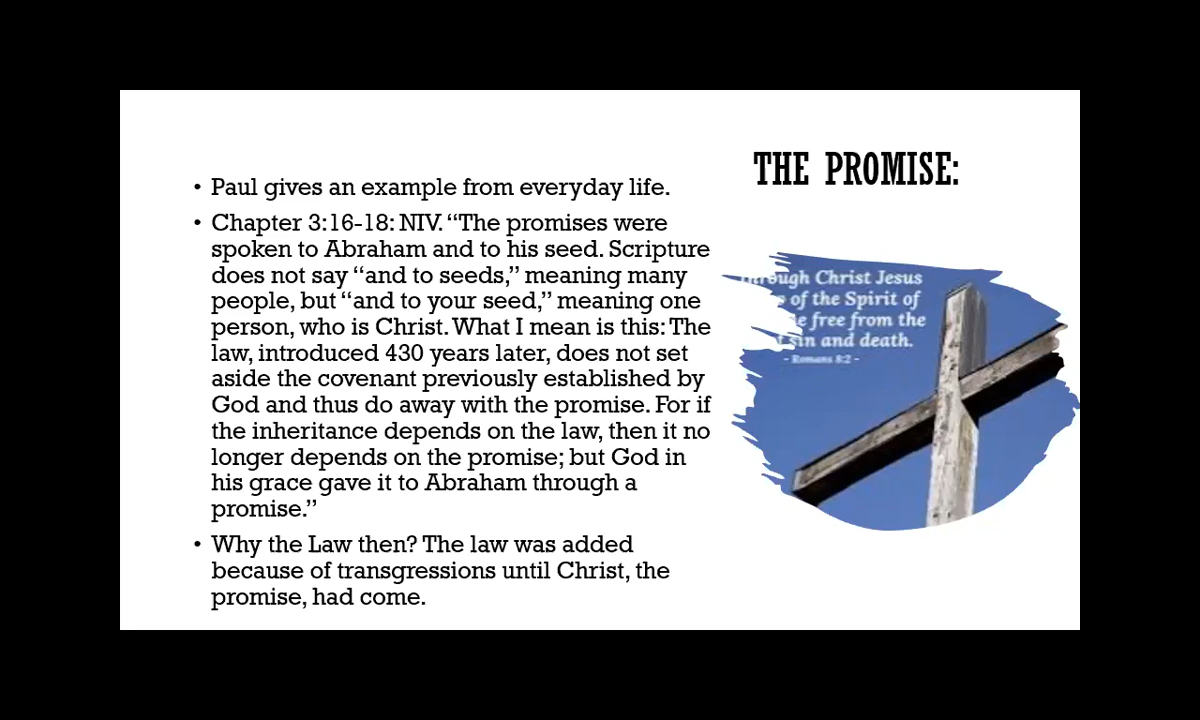 THE PROMISE:
• Paul gives an example from everyday life.
• Chapter 3:16-18: NIV. “The promises were
spoken to Abraham and to his seed. Scripture
does not say “and to seeds,” meaning many
people, but “and to your seed,” meaning one
person, who is Christ. What I mean is this: The
law, introduced 430 years later, does not set
aside the covenant previously established by
God and thus do away with the promise. For if
the inheritance depends on the law, then it no
longer depends on the promise; but God in
his grace gave it to Abraham through a
promise.”
• Why the Law then? The law was added
because of transgressions until Christ, the
promise, had come.
through Christ Jesus
of the Spirit of
free from the
sin and death.
- Romans 8:2 -